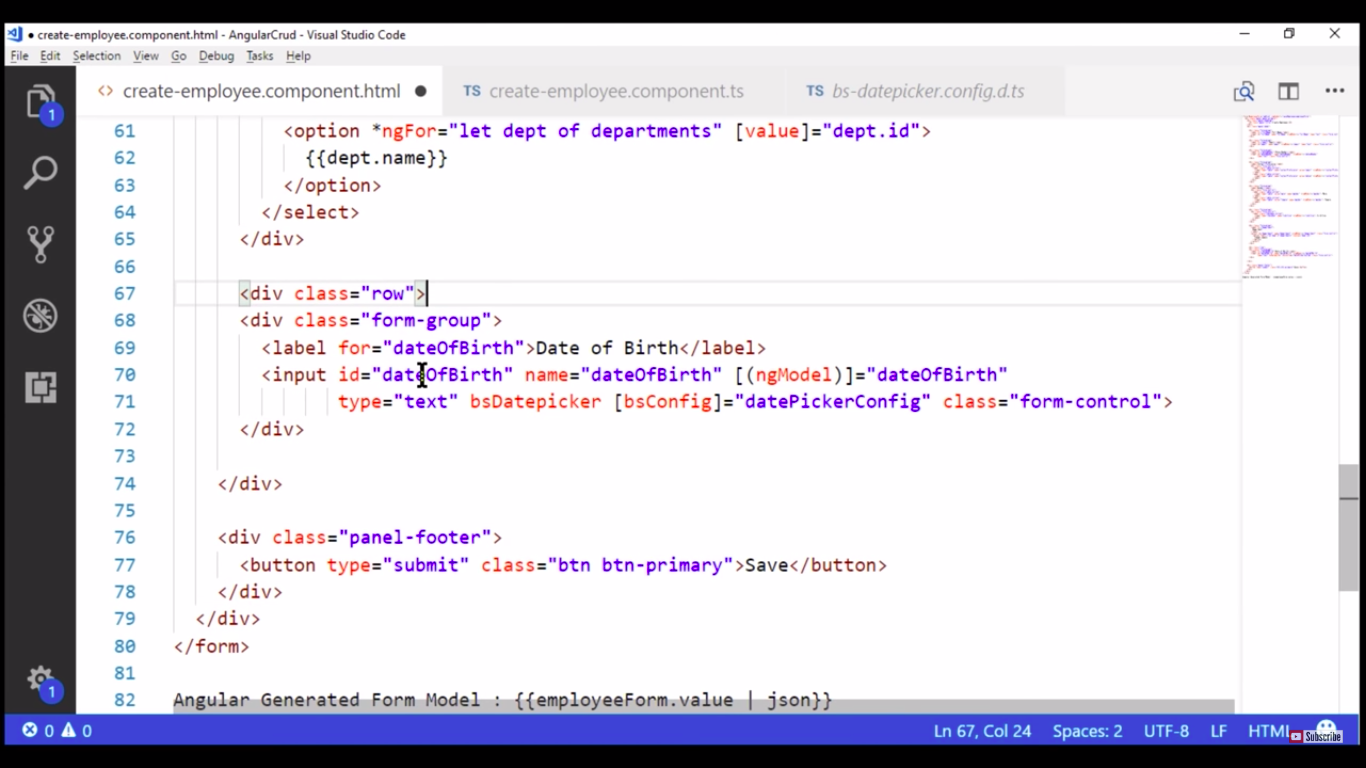 ● create-employee.component.html - AngularCrud - Visual Studio Code
File Edit Selection View Go Debug Tasks Help
<> create-employee.component.html ● TS create-employee.component.ts TS bs-datepicker.config.d.ts
1
61 <option *ngFor="let dept of departments" [value]="dept.id">
62 {{dept.name}}
63 </option>
64 </select>
65 </div>
66
67 <div class="row">
68 <div class="form-group">
69 <label for="dateOfBirth">Date of Birth</label>
70 <input id="dateOfBirth" name="dateOfBirth" [(ngModel)]="dateOfBirth"
71 type="text" bsDatepicker [bsConfig]="datePickerConfig" class="form-control">
72 </div>
73
74 </div>
75
76 <div class="panel-footer">
77 <button type="submit" class="btn btn-primary">Save</button>
78 </div>
79 </div>
80 </form>
81
82 Angular Generated Form Model : {{employeeForm.value | json}}
1
0 0 Ln 67, Col 24 Spaces: 2 UTF-8 LF HTML Subscribe